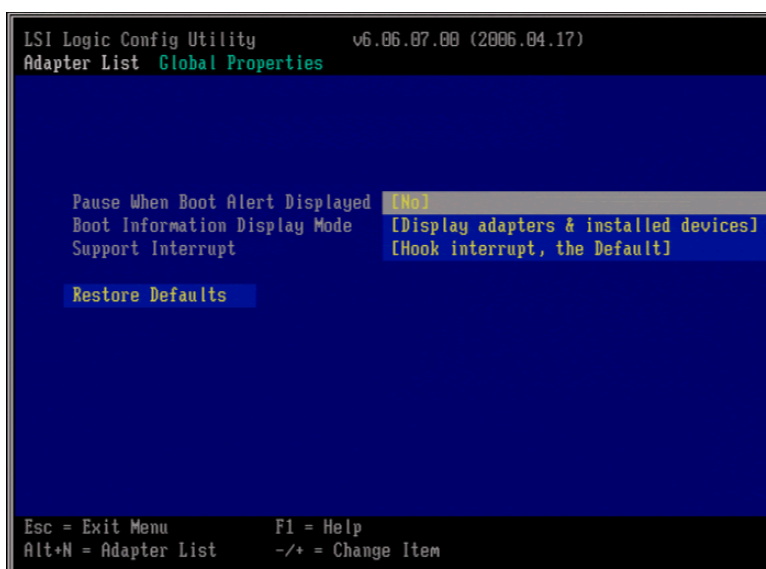 LSI Logic Config Utility v6.06.07.00 (2006.04.17)
Adapter List Global Properties
Pause When Boot Alert Displayed [No]
Boot Information Display Mode [Display adapters & installed devices]
Support Interrupt [Hook interrupt, the Default]
Restore Defaults
Esc = Exit Menu F1 = Help
Alt+N = Adapter List -/+ = Change Item